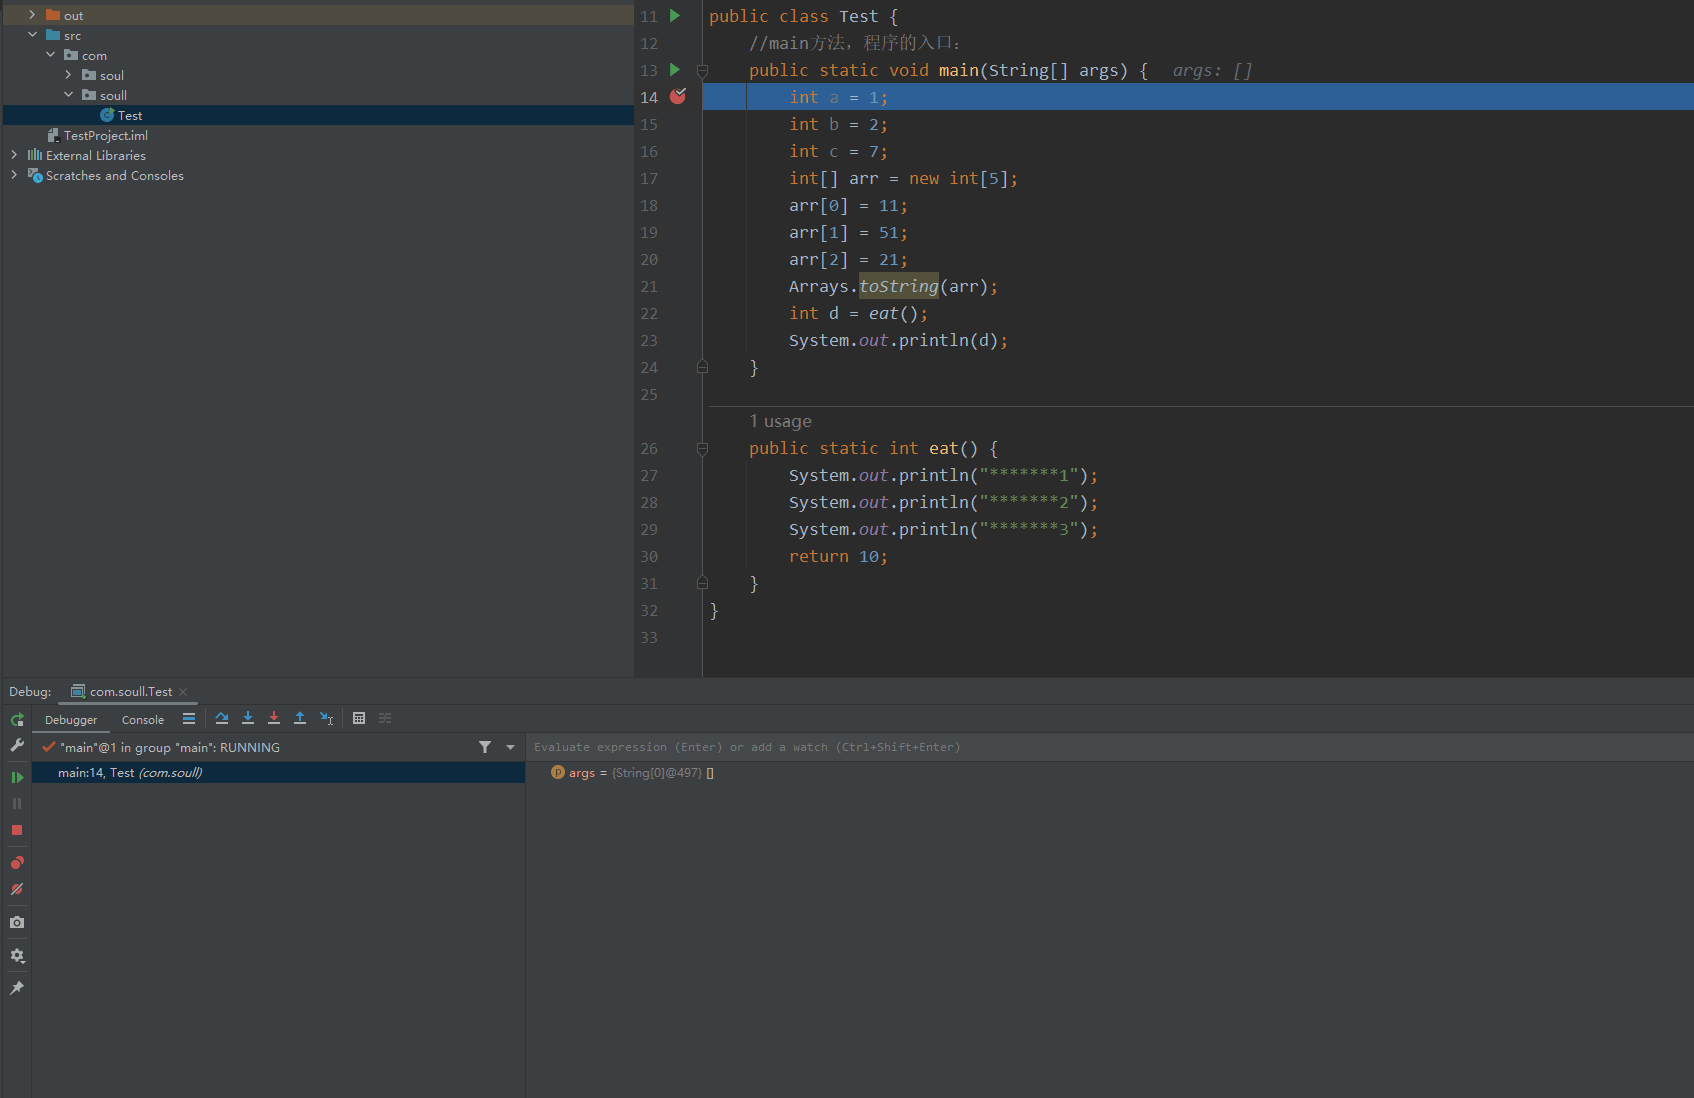 out
src
com
soul
soull
Test
TestProject.iml
External Libraries
Scratches and Consoles
11 public class Test {
12 //main方法，程序的入口：
13 public static void main(String[] args) { args: []
14 int a = 1;
15 int b = 2;
16 int c = 7;
17 int[] arr = new int[5];
18 arr[0] = 11;
19 arr[1] = 51;
20 arr[2] = 21;
21 Arrays.toString(arr);
22 int d = eat();
23 System.out.println(d);
24 }
25
1 usage
26 public static int eat() {
27 System.out.println("*******1");
28 System.out.println("*******2");
29 System.out.println("*******3");
30 return 10;
31 }
32 }
33
Debug: com.soull.Test
Debugger Console
"main"@1 in group "main": RUNNING
main:14, Test (com.soull)
Evaluate expression (Enter) or add a watch (Ctrl+Shift+Enter)
args = {String[0]@497} []